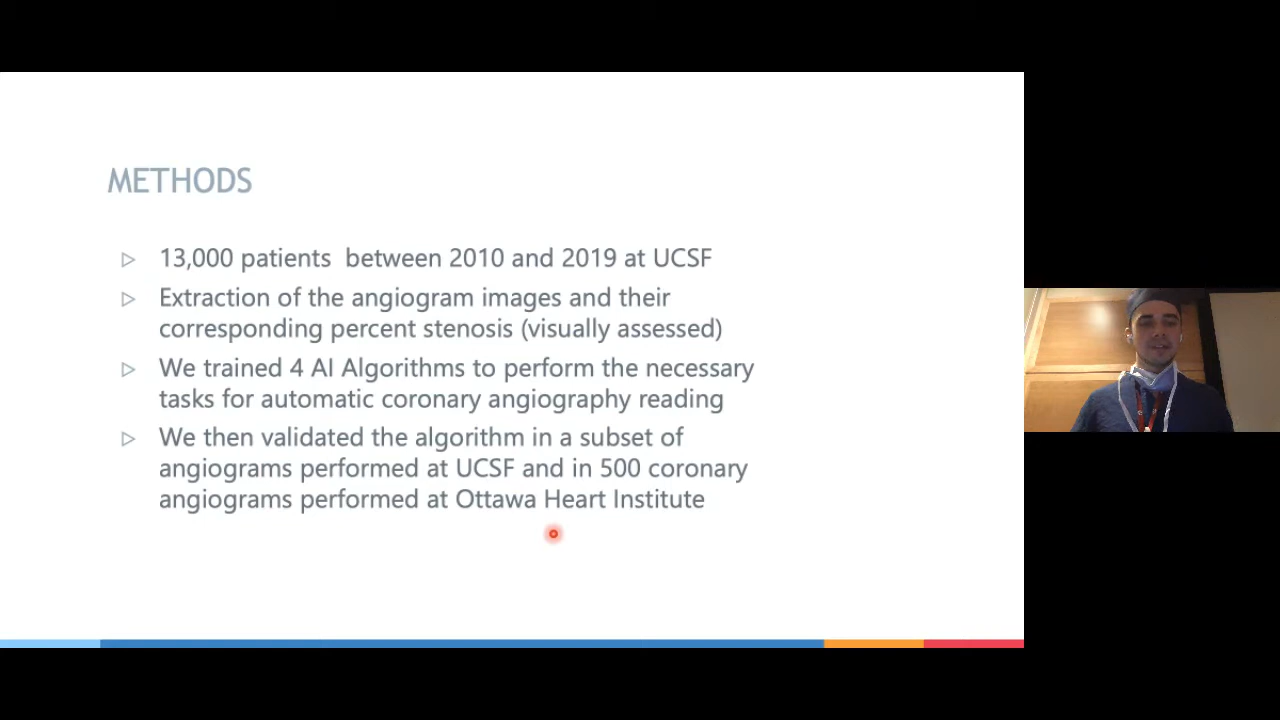 METHODS
13,000 patients between 2010 and 2019 at UCSF
Extraction of the angiogram images and their
corresponding percent stenosis (visually assessed)
We trained 4 AI Algorithms to perform the necessary
tasks for automatic coronary angiography reading
We then validated the algorithm in a subset of
angiograms performed at UCSF and in 500 coronary
angiograms performed at Ottawa Heart Institute